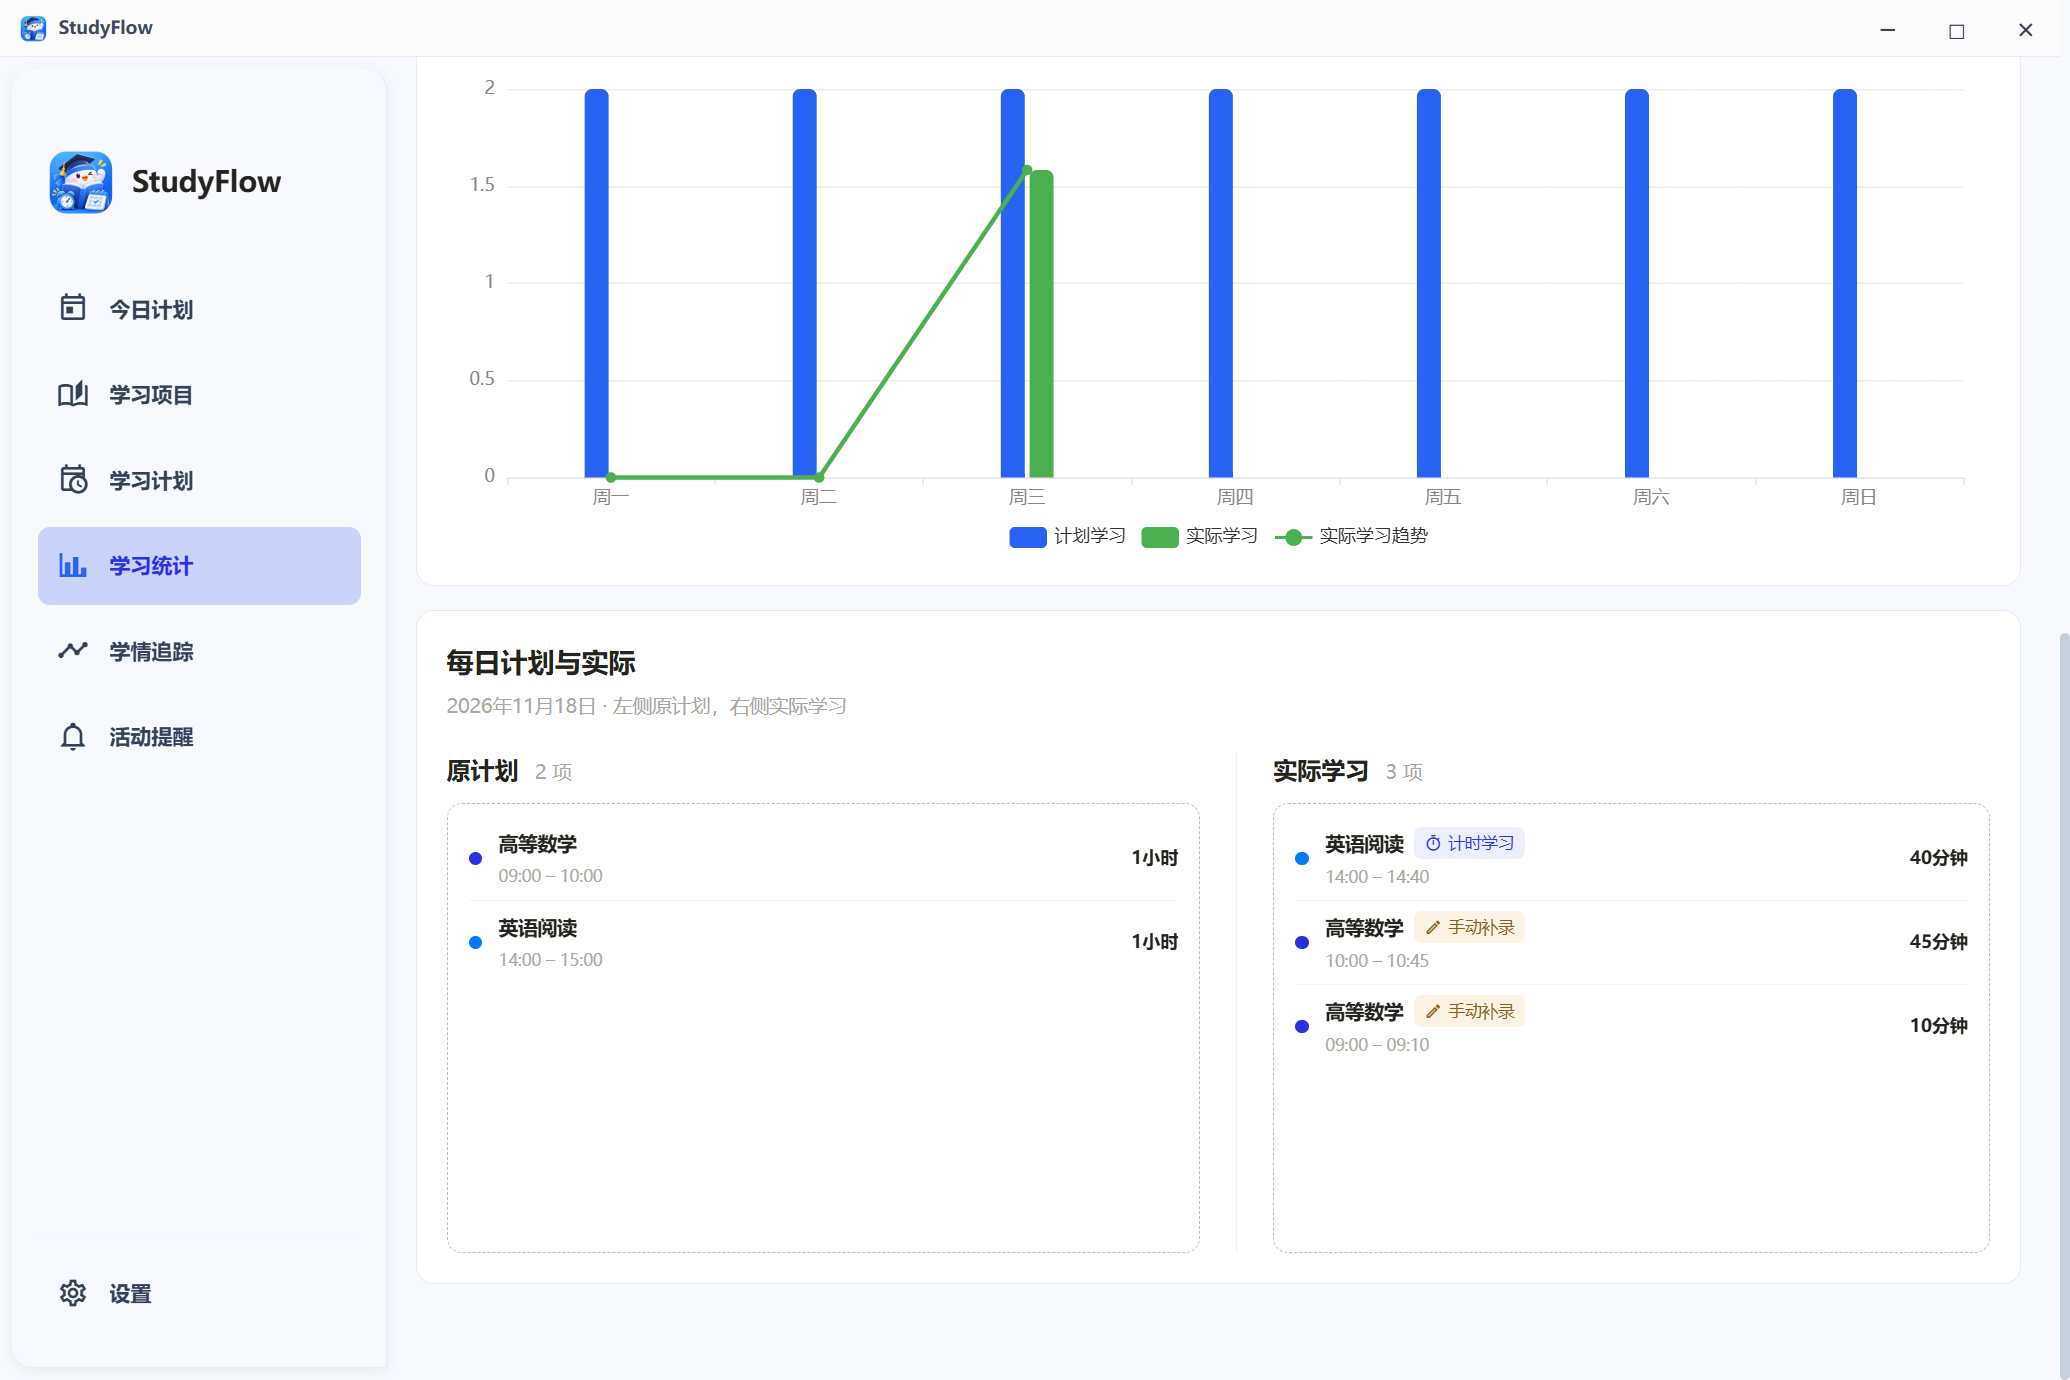 StudyFlow
StudyFlow
今日计划
学习项目
学习计划
学习统计
学情追踪
活动提醒
设置
2
1.5
1
0.5
0
周一
周二
周三
周四
周五
周六
周日
计划学习
实际学习
实际学习趋势
每日计划与实际
2026年11月18日 · 左侧原计划，右侧实际学习
原计划 2 项
高等数学
09:00 – 10:00
1小时
英语阅读
14:00 – 15:00
1小时
实际学习 3 项
英语阅读 计时学习
14:00 – 14:40
40分钟
高等数学 手动补录
10:00 – 10:45
45分钟
高等数学 手动补录
09:00 – 09:10
10分钟